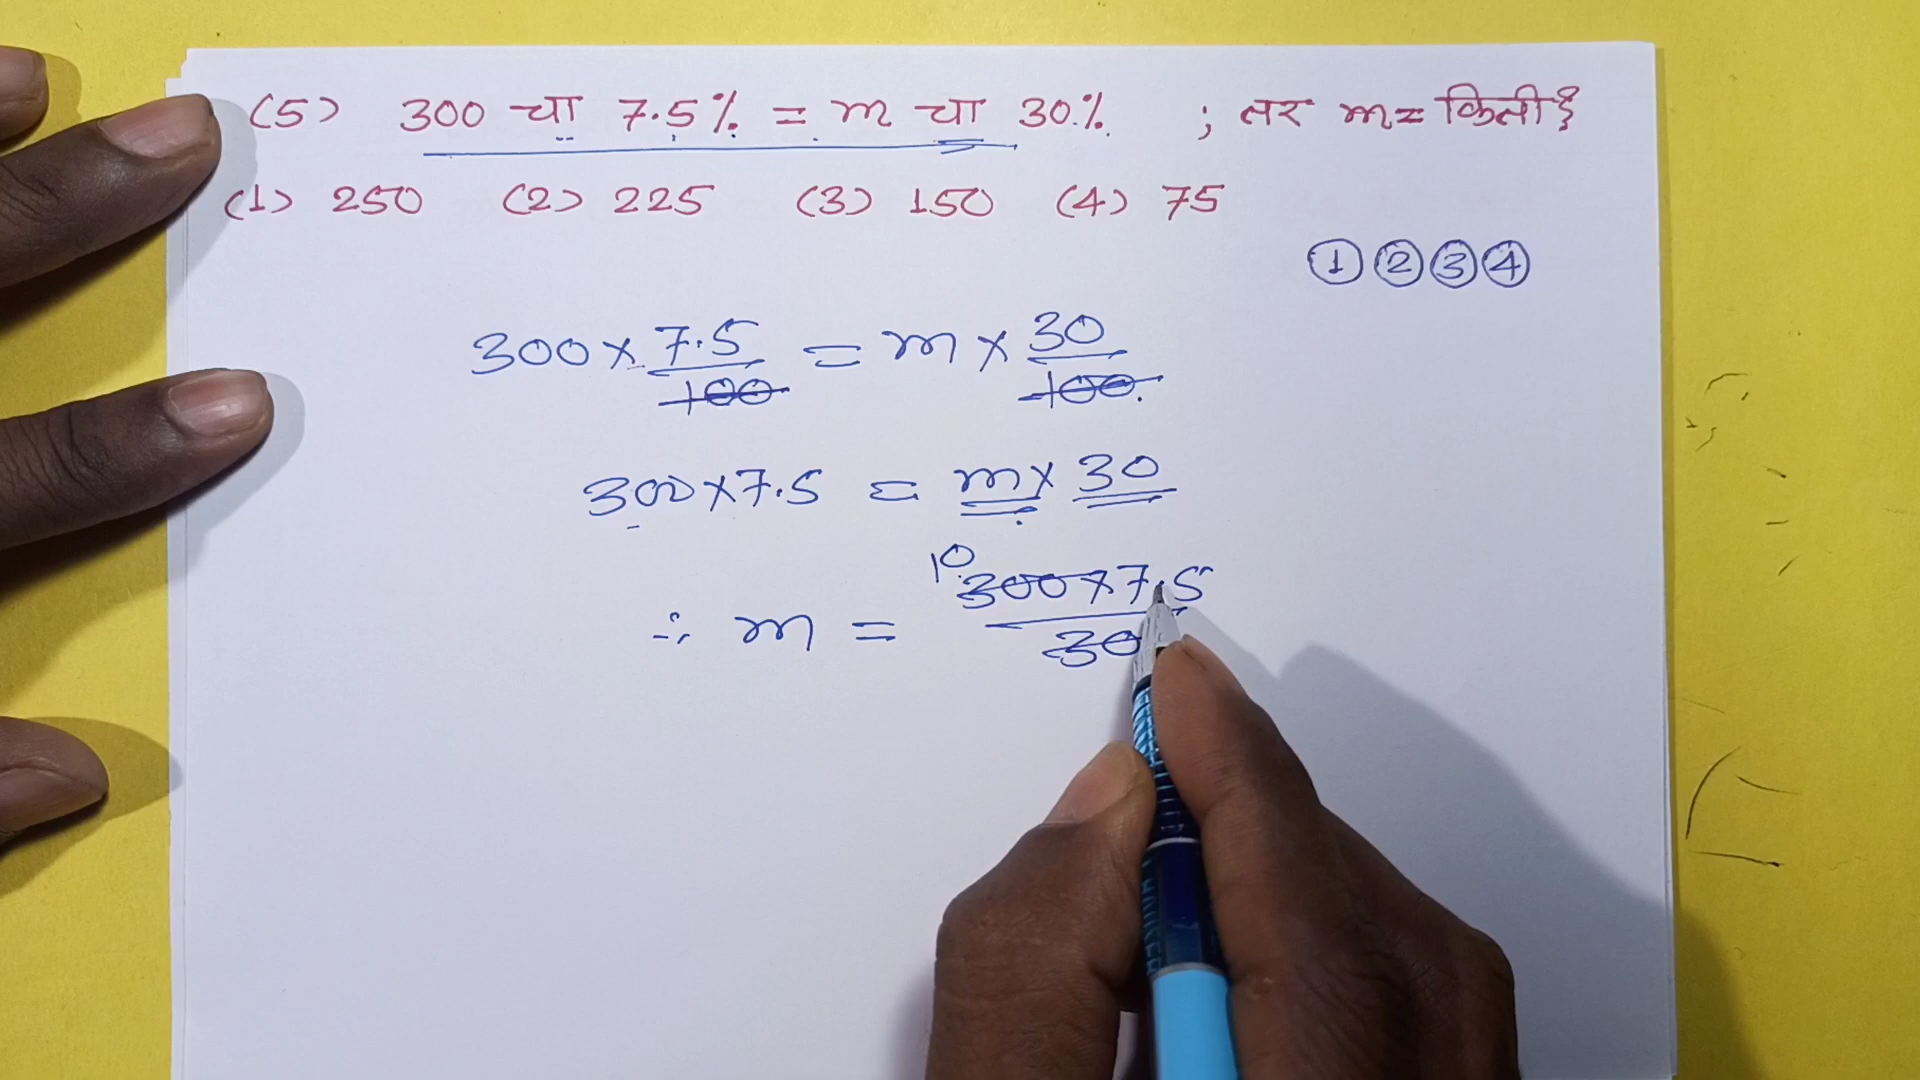 (5) 300 चा 7.5% = m चा 30% ; तर m = किती?
(1) 250 (2) 225 (3) 150 (4) 75
① ② ③ ④
300 × 7.5/100 = m × 30/100
300 × 7.5 = m × 30
10
∴ m = 300 × 7.5/30